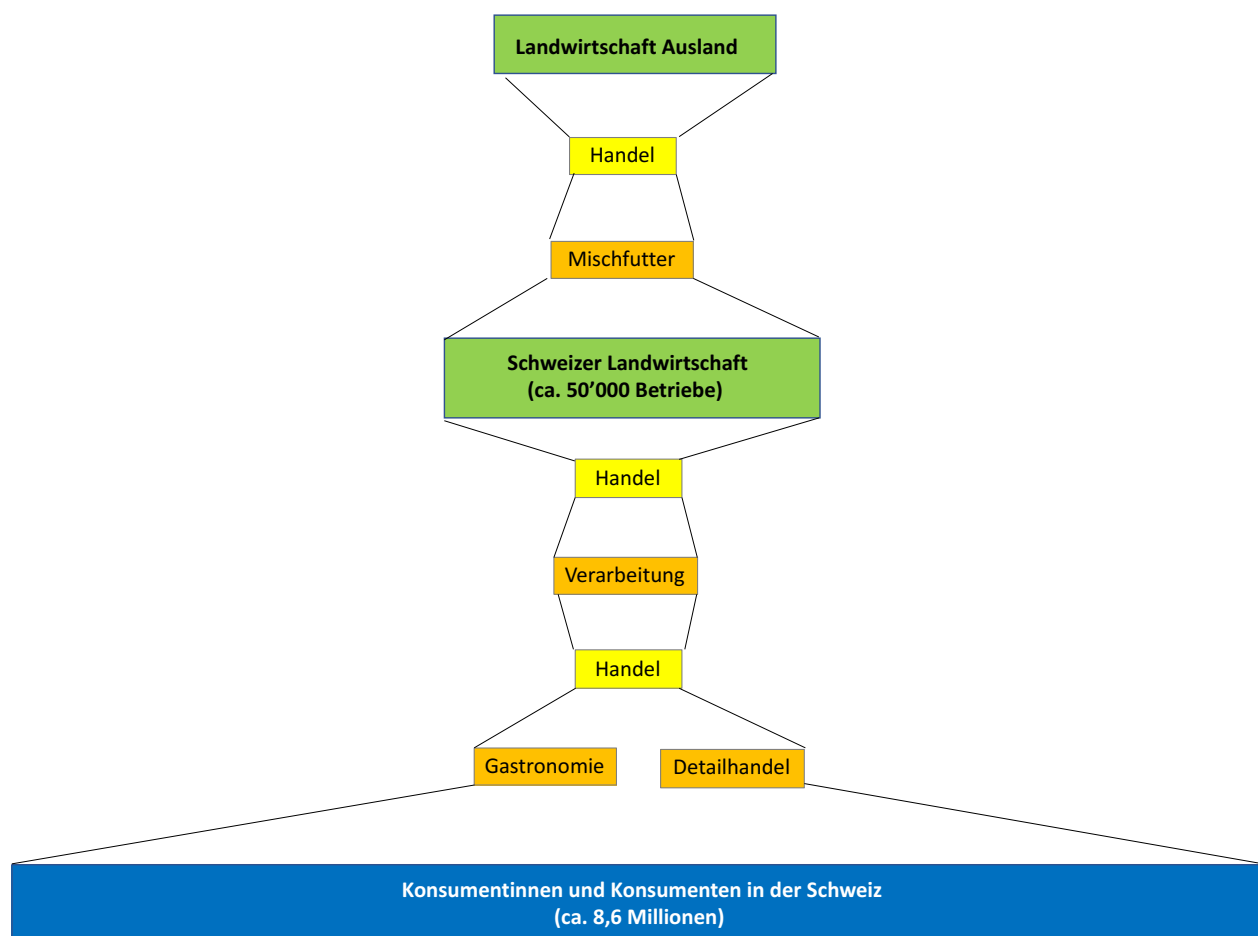 Landwirtschaft Ausland
Handel
Mischfutter
Schweizer Landwirtschaft
(ca. 50’000 Betriebe)
Handel
Verarbeitung
Handel
Gastronomie
Detailhandel
Konsumentinnen und Konsumenten in der Schweiz
(ca. 8,6 Millionen)